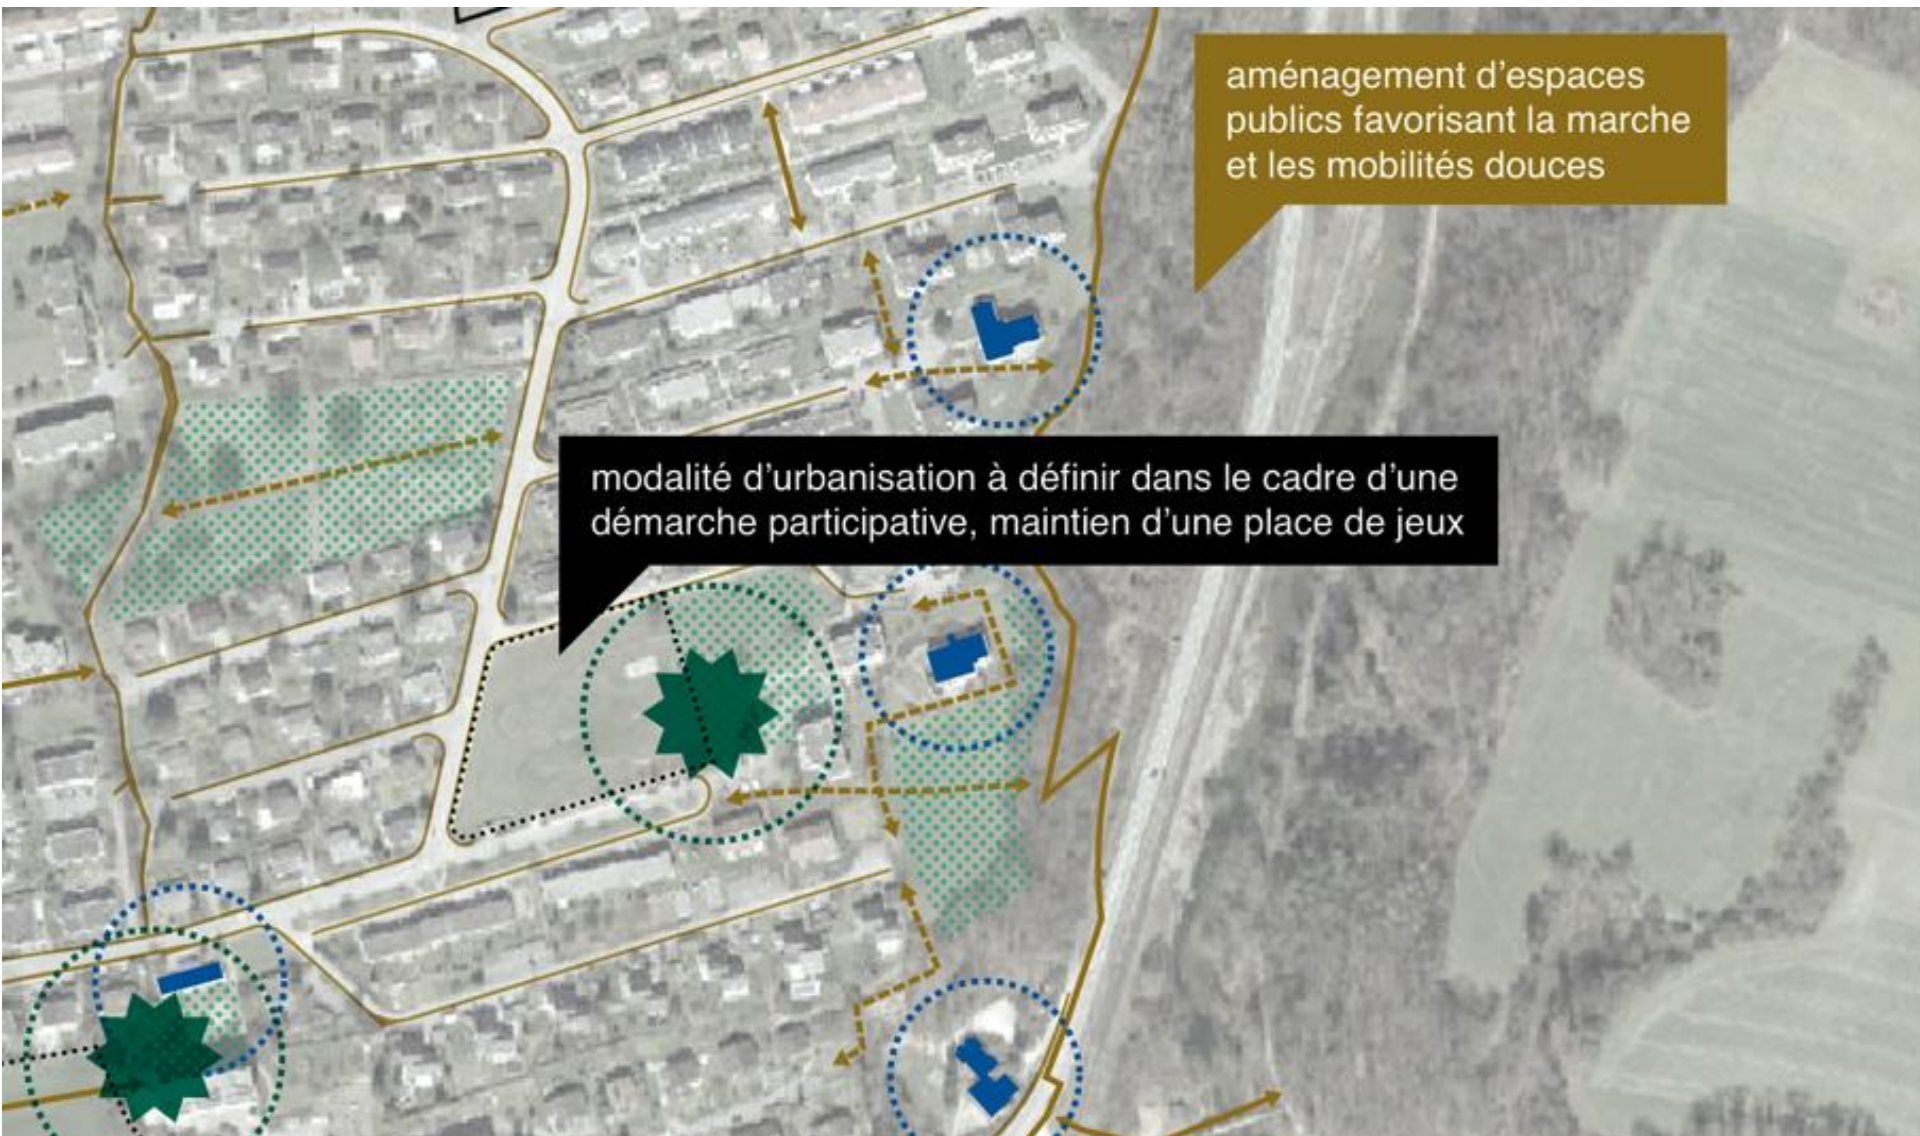 aménagement d'espaces
publics favorisant la marche
et les mobilités douces
modalité d'urbanisation à définir dans le cadre d'une
démarche participative, maintien d'une place de jeux